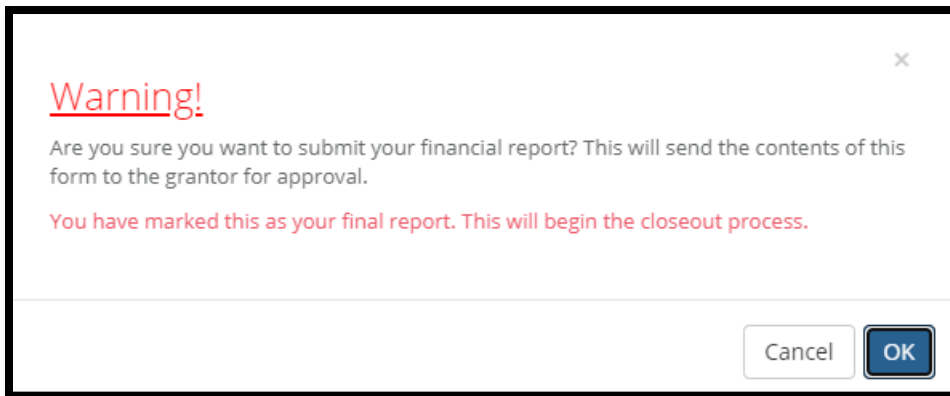 ×
Warning!
Are you sure you want to submit your financial report? This will send the contents of this
form to the grantor for approval.
You have marked this as your final report. This will begin the closeout process.
Cancel
OK